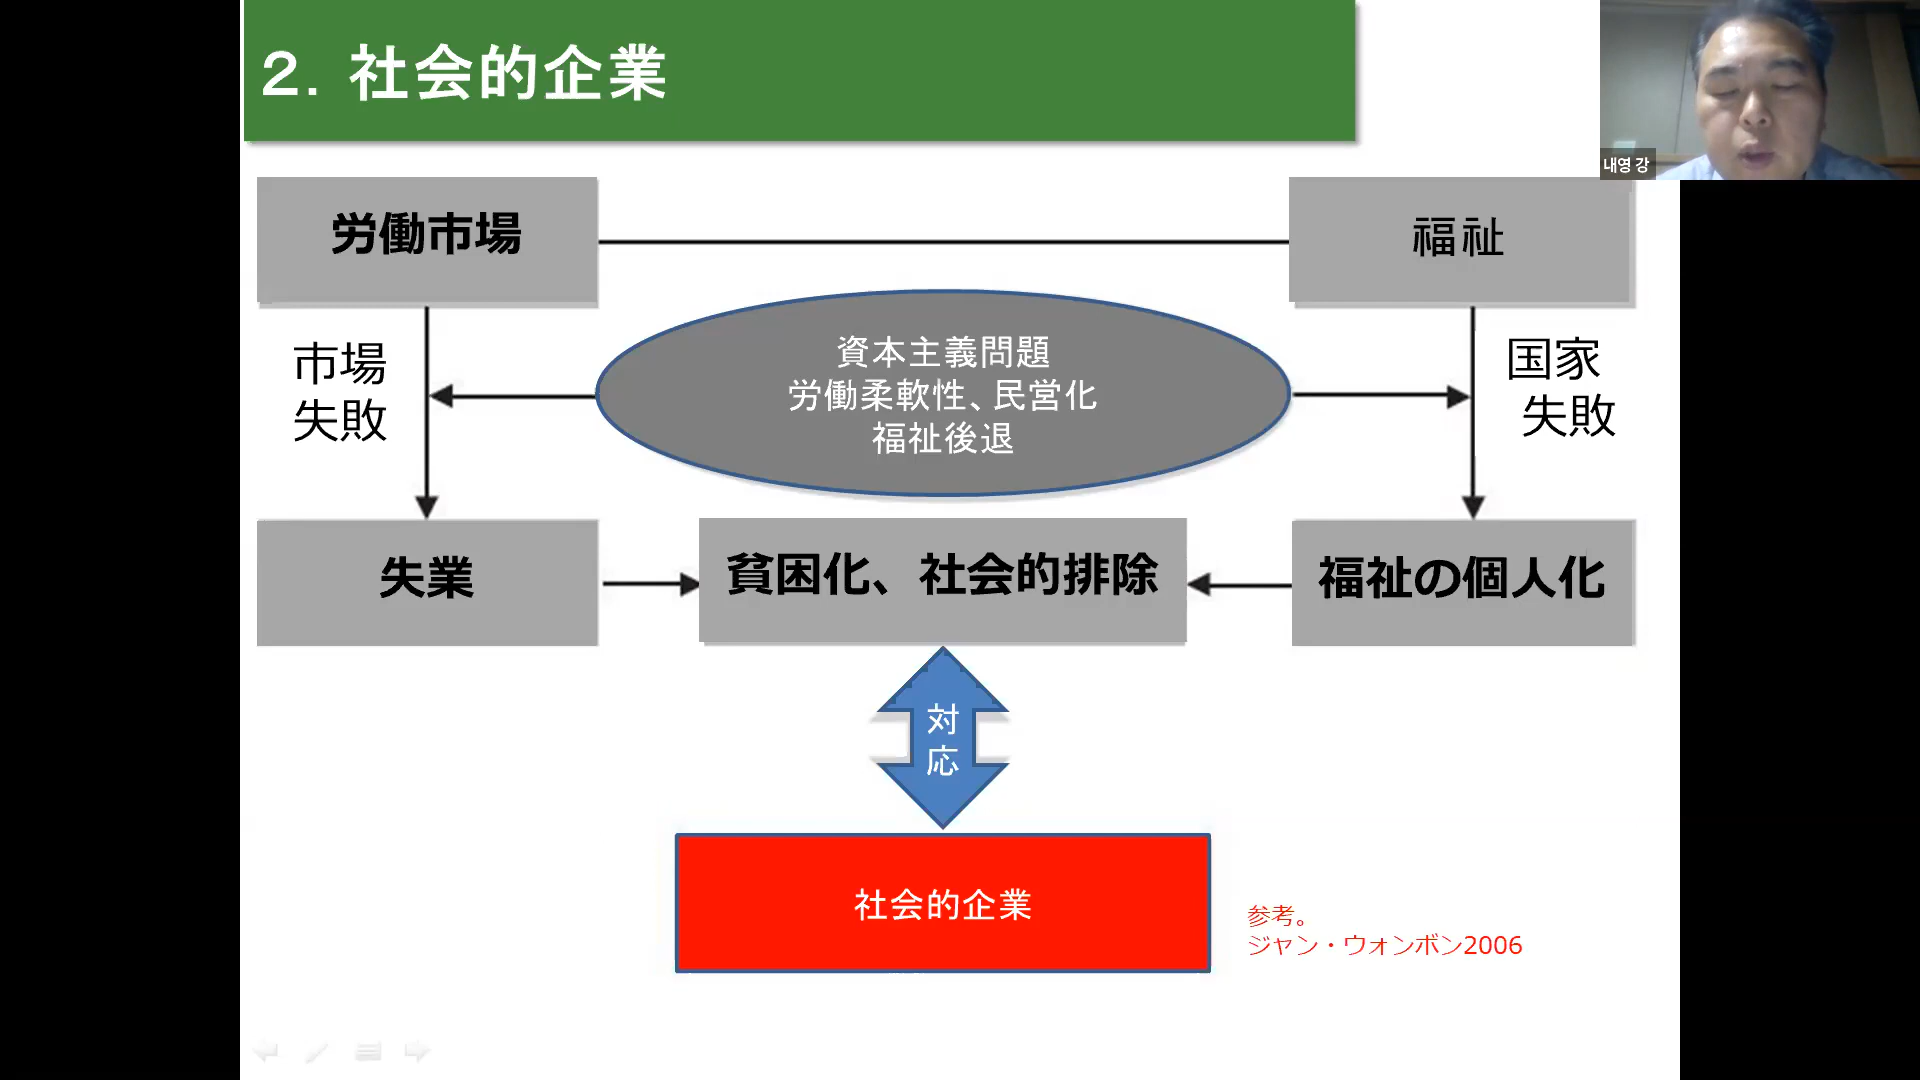 2. 社会的企業
내영 강
労働市場
福祉
市場
失敗
資本主義問題
労働柔軟性、民営化
福祉後退
国家
失敗
失業
貧困化、社会的排除
福祉の個人化
対
応
社会的企業
参考。
ジャン・ウォンボン2006